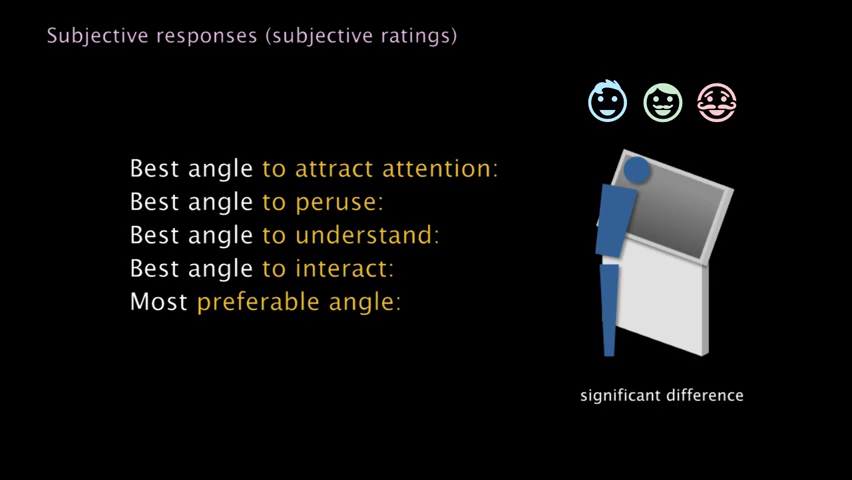 Subjective responses (subjective ratings)
Best angle to attract attention:
Best angle to peruse:
Best angle to understand:
Best angle to interact:
Most preferable angle:
significant difference